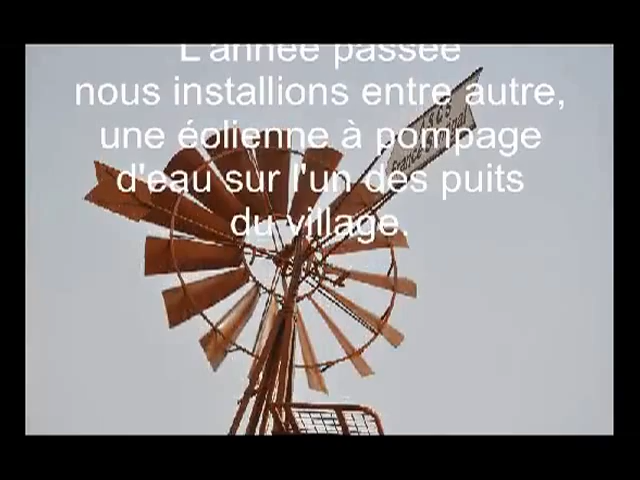 L'année passée
nous installions entre autre,
une éolienne à pompage
d'eau sur l'un des puits
du village.